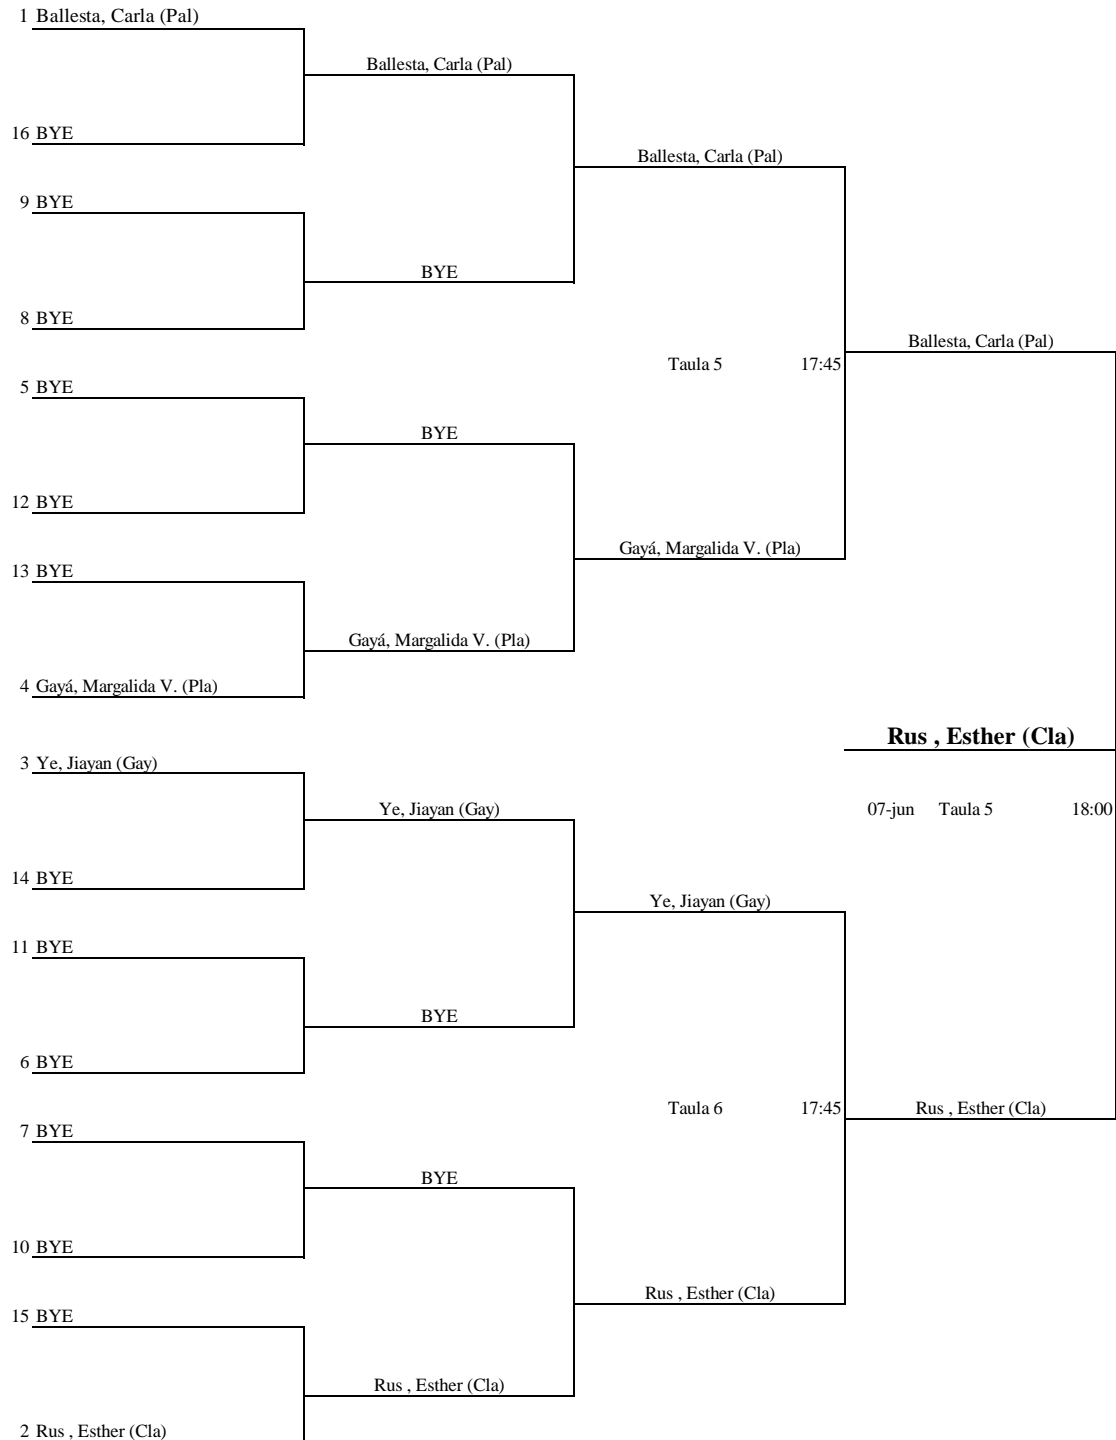 1 Ballesta, Carla (Pal)
Ballesta, Carla (Pal)
16 BYE
Ballesta, Carla (Pal)
9 BYE
BYE
8 BYE
Ballesta, Carla (Pal)
Taula 5 17:45
5 BYE
BYE
12 BYE
Gayá, Margalida V. (Pla)
13 BYE
Gayá, Margalida V. (Pla)
4 Gayá, Margalida V. (Pla)
Rus , Esther (Cla)
3 Ye, Jiayan (Gay)
Ye, Jiayan (Gay)
07-jun Taula 5 18:00
14 BYE
Ye, Jiayan (Gay)
11 BYE
BYE
6 BYE
Taula 6 17:45
Rus , Esther (Cla)
7 BYE
BYE
10 BYE
Rus , Esther (Cla)
15 BYE
Rus , Esther (Cla)
2 Rus , Esther (Cla)